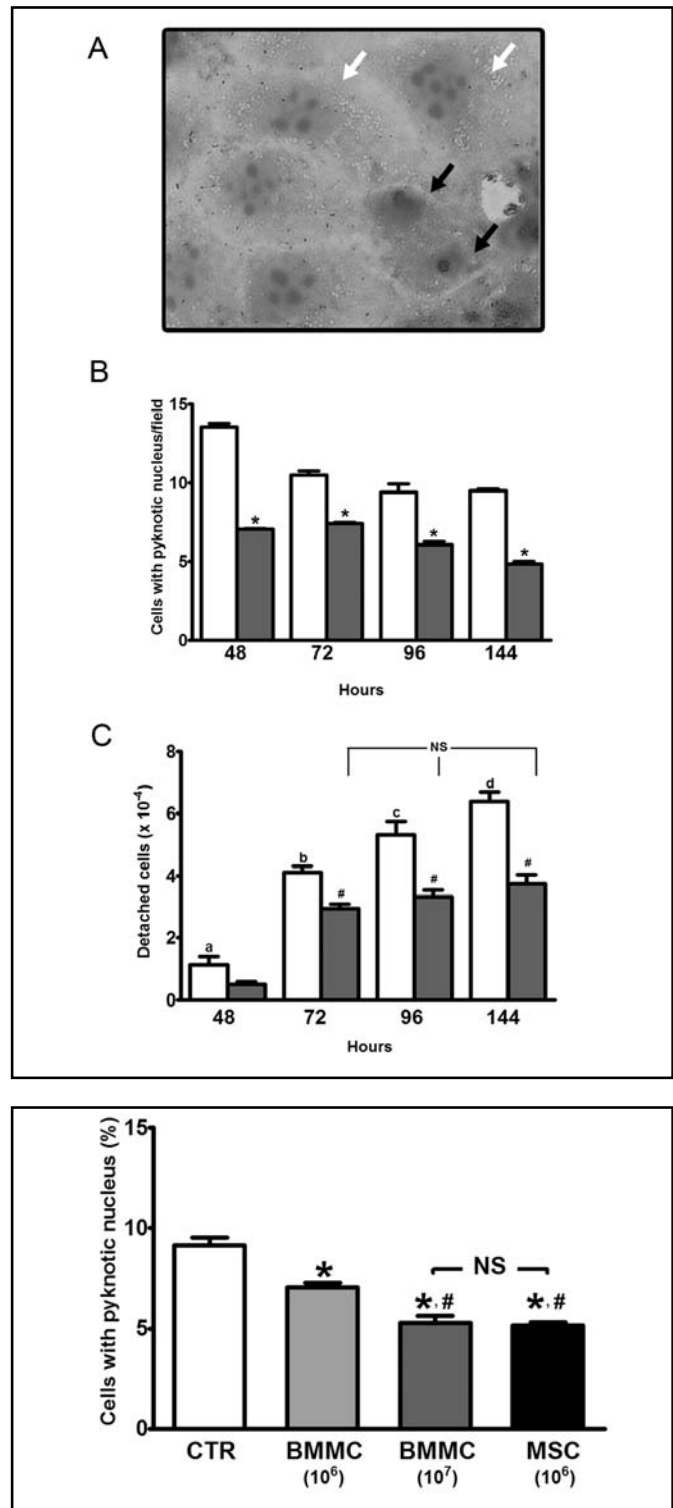 A
B
Cells with pyknotic nucleus/field
15
10
5
0
*
*
*
*
48 72 96 144
Hours
C
Detached cells (x 10⁻⁴)
8
6
4
2
0
NS
a
b
#
c
#
d
#
48 72 96 144
Hours
Cells with pyknotic nucleus (%)
15
10
5
0
NS
*
*,#
*,#
CTR BMMC BMMC MSC
(10⁶) (10⁷) (10⁶)